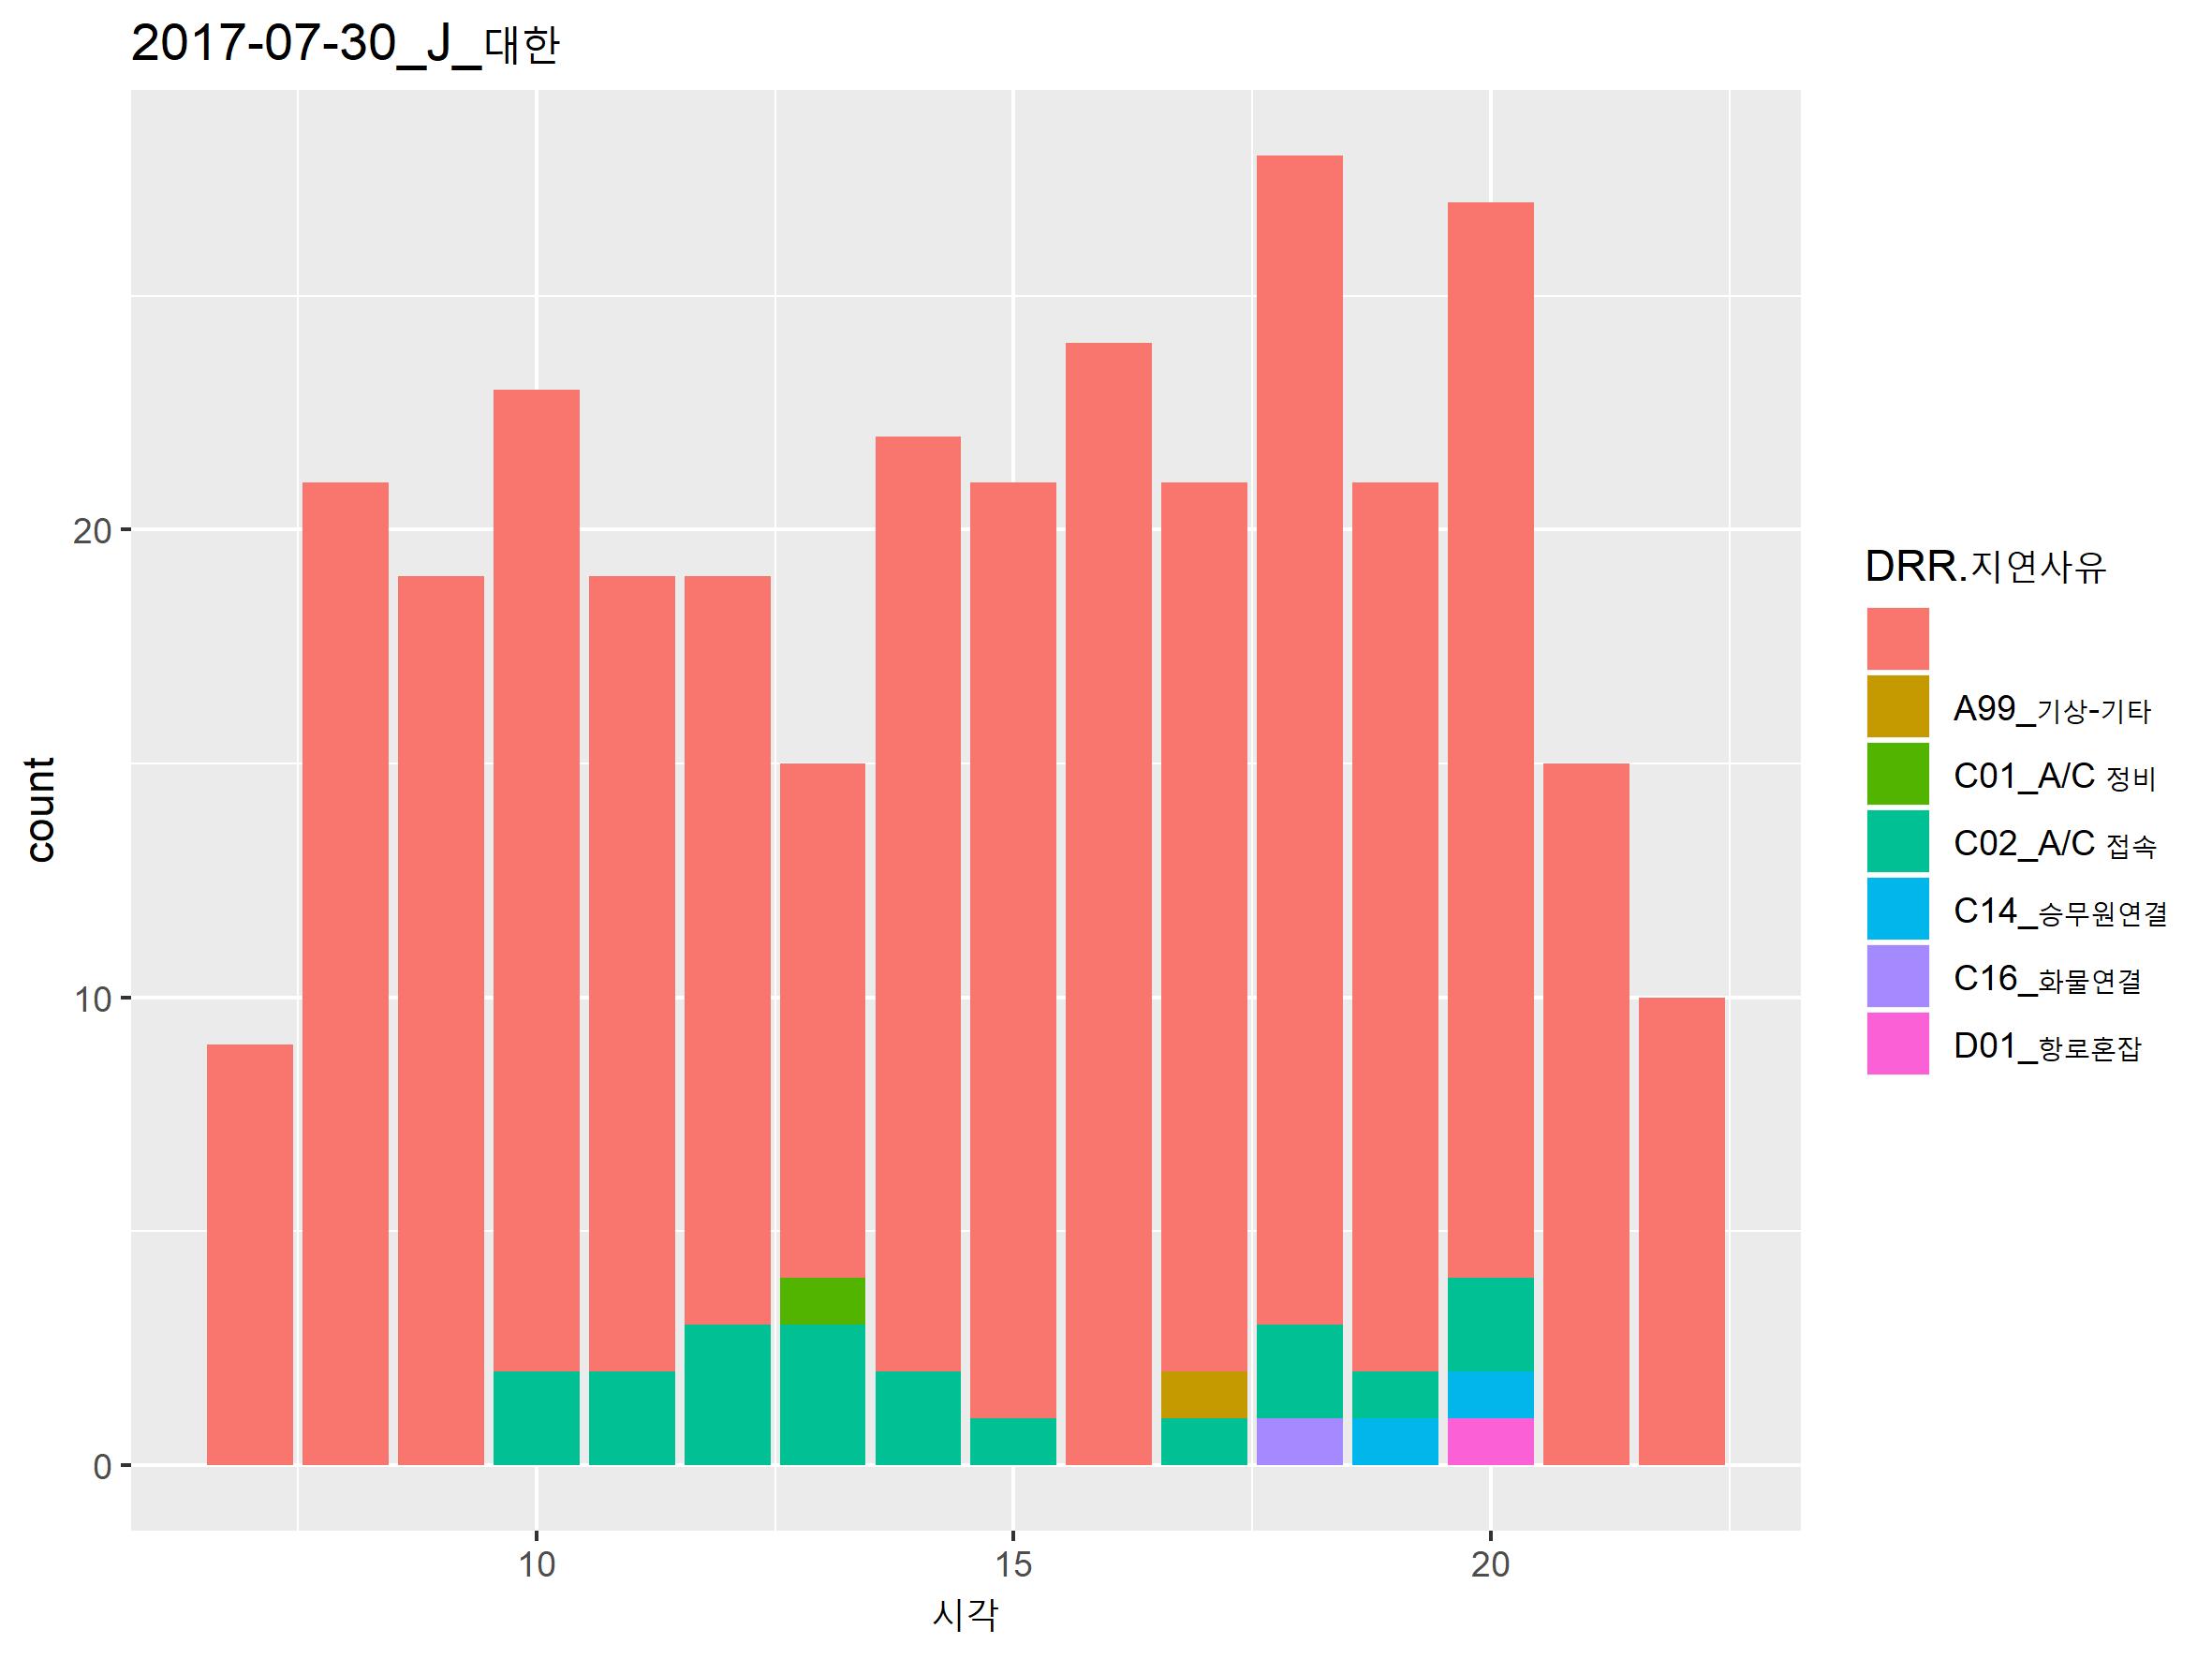 2017-07-30_J_대한
count
20
10
0
10
15
20
시각
DRR.지연사유
A99_기상-기타
C01_A/C 정비
C02_A/C 접속
C14_승무원연결
C16_화물연결
D01_항로혼잡